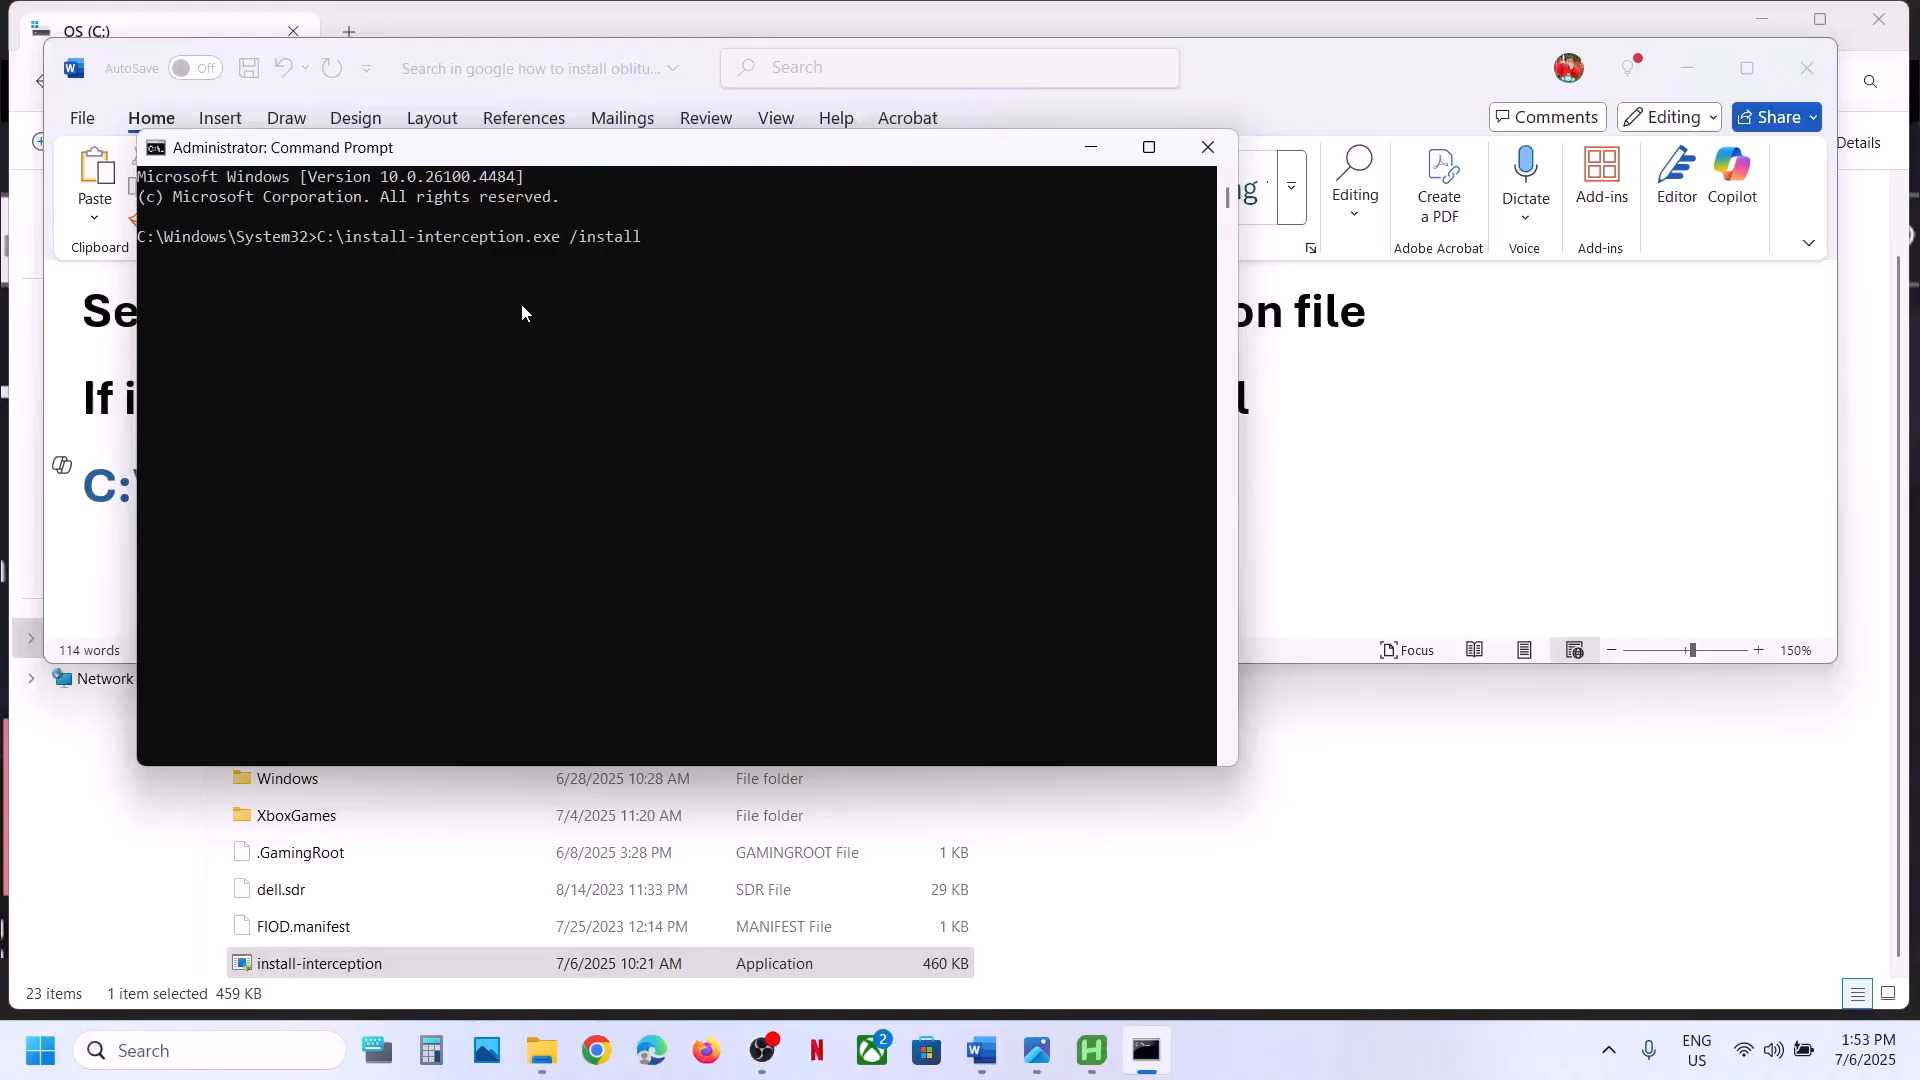 OS (C:)
AutoSave
Off
Search in google how to install oblitu...
Search
File
Home
Insert
Draw
Design
Layout
References
Mailings
Review
View
Help
Acrobat
Comments
Editing
Share
Details
Administrator: Command Prompt
Microsoft Windows [Version 10.0.26100.4484]
(c) Microsoft Corporation. All rights reserved.
C:\Windows\System32>C:\install-interception.exe /install
Paste
Clipboard
Editing
Create
a PDF
Adobe Acrobat
Dictate
Voice
Add-ins
Add-ins
Editor
Copilot
Se
on file
If i
l
C:\
114 words
Focus
150%
Network
Windows 6/28/2025 10:28 AM File folder
XboxGames 7/4/2025 11:20 AM File folder
.GamingRoot 6/8/2025 3:28 PM GAMINGROOT File 1 KB
dell.sdr 8/14/2023 11:33 PM SDR File 29 KB
FIOD.manifest 7/25/2023 12:14 PM MANIFEST File 1 KB
install-interception 7/6/2025 10:21 AM Application 460 KB
23 items 1 item selected 459 KB
Search
2
ENG
US
1:53 PM
7/6/2025